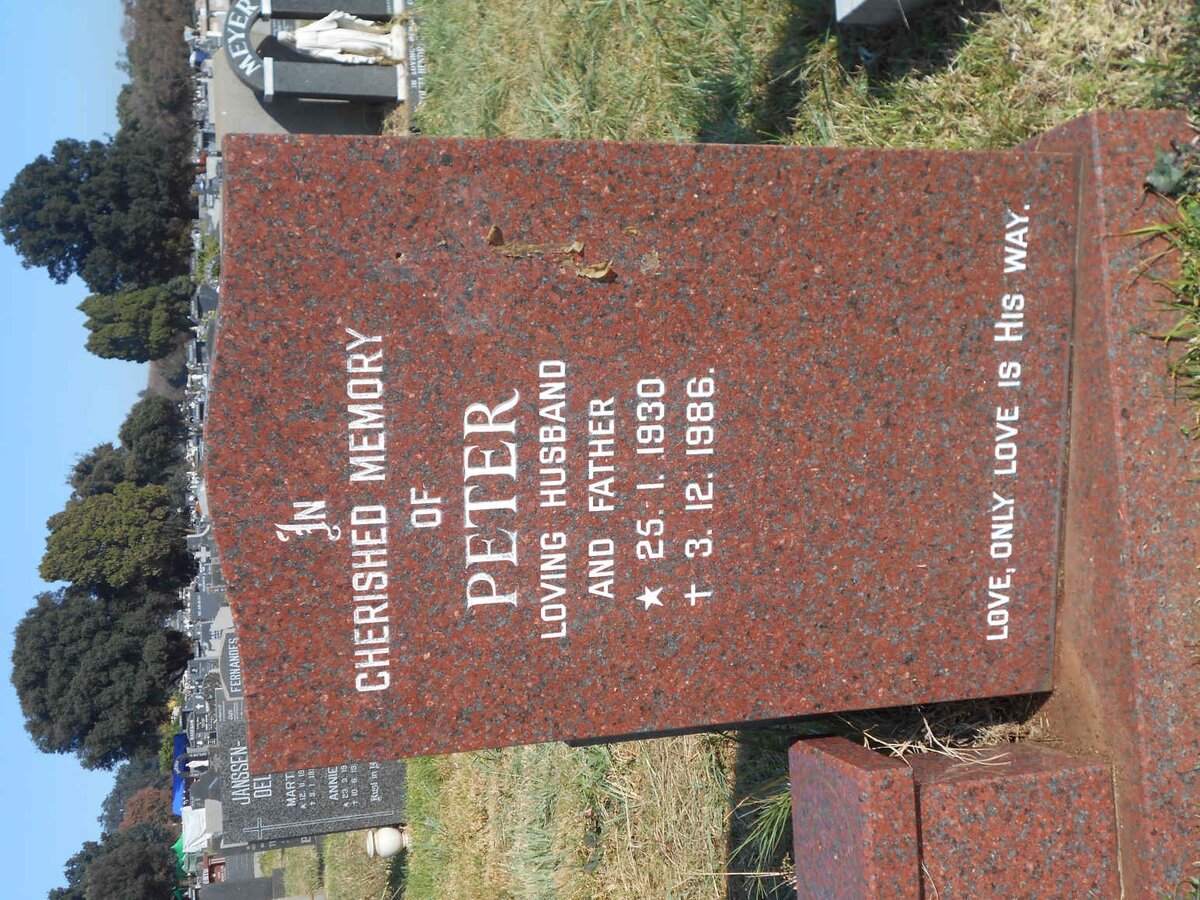 In
CHERISHED MEMORY
OF
PETER
LOVING HUSBAND
AND FATHER
★ 25. 1. 1930
† 3. 12. 1986.
LOVE, ONLY LOVE IS HIS WAY.
MEYER
FERNANDES
JANSSEN